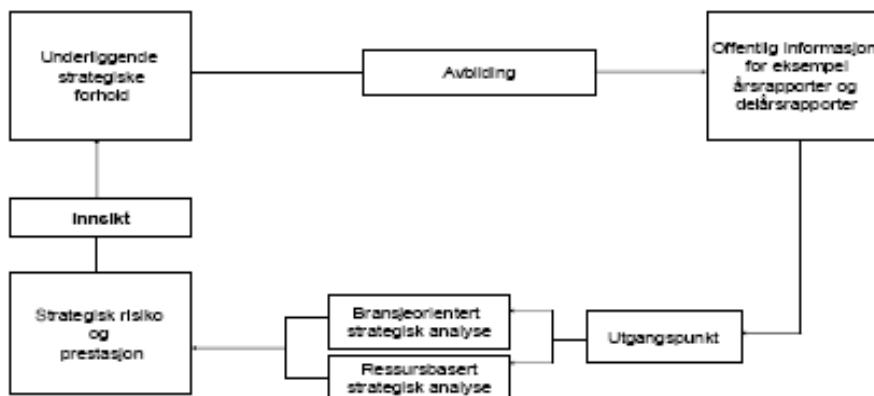 Underliggende
strategiske
forhold
Avbilding
Offentlig informasjon
for eksempel
årsrapporter og
delårsrapporter
Innsikt
Strategisk risiko
og
prestasjon
Bransjeorientert
strategisk analyse
Ressursbasert
strategisk analyse
Utgangspunkt